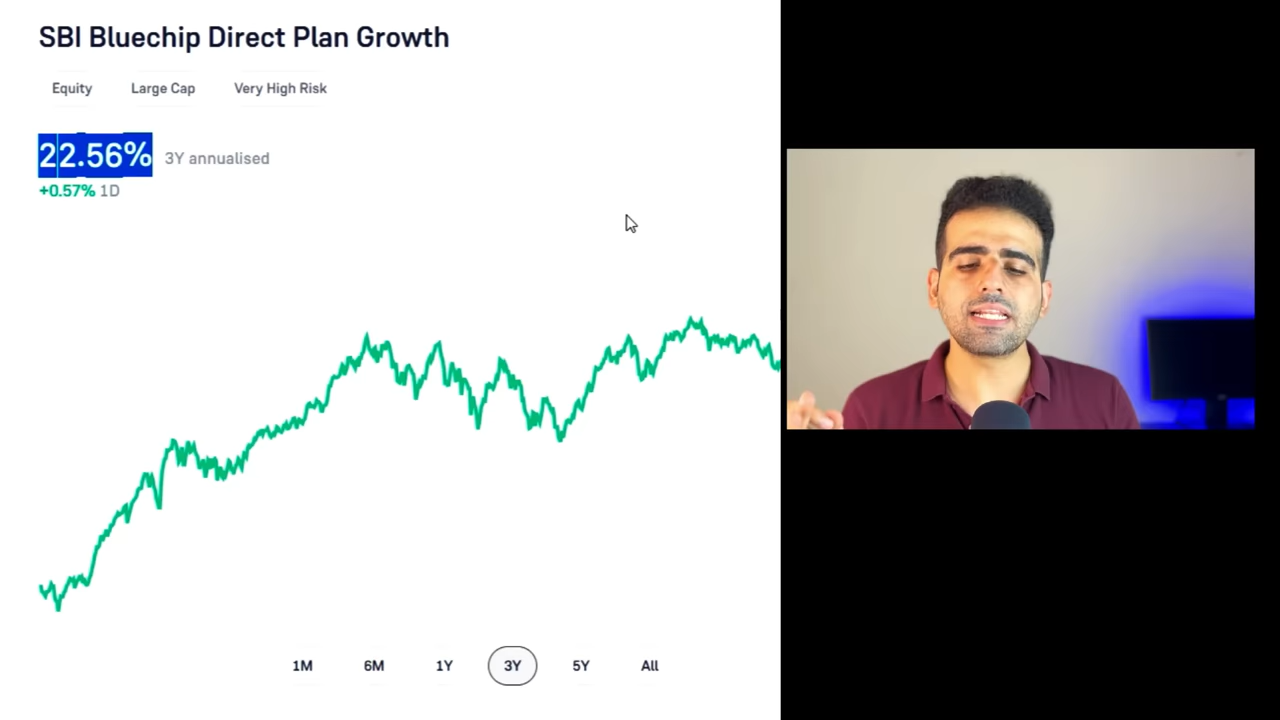 SBI Bluechip Direct Plan Growth
Equity Large Cap Very High Risk
22.56% 3Y annualised
+0.57% 1D
1M 6M 1Y 3Y 5Y All